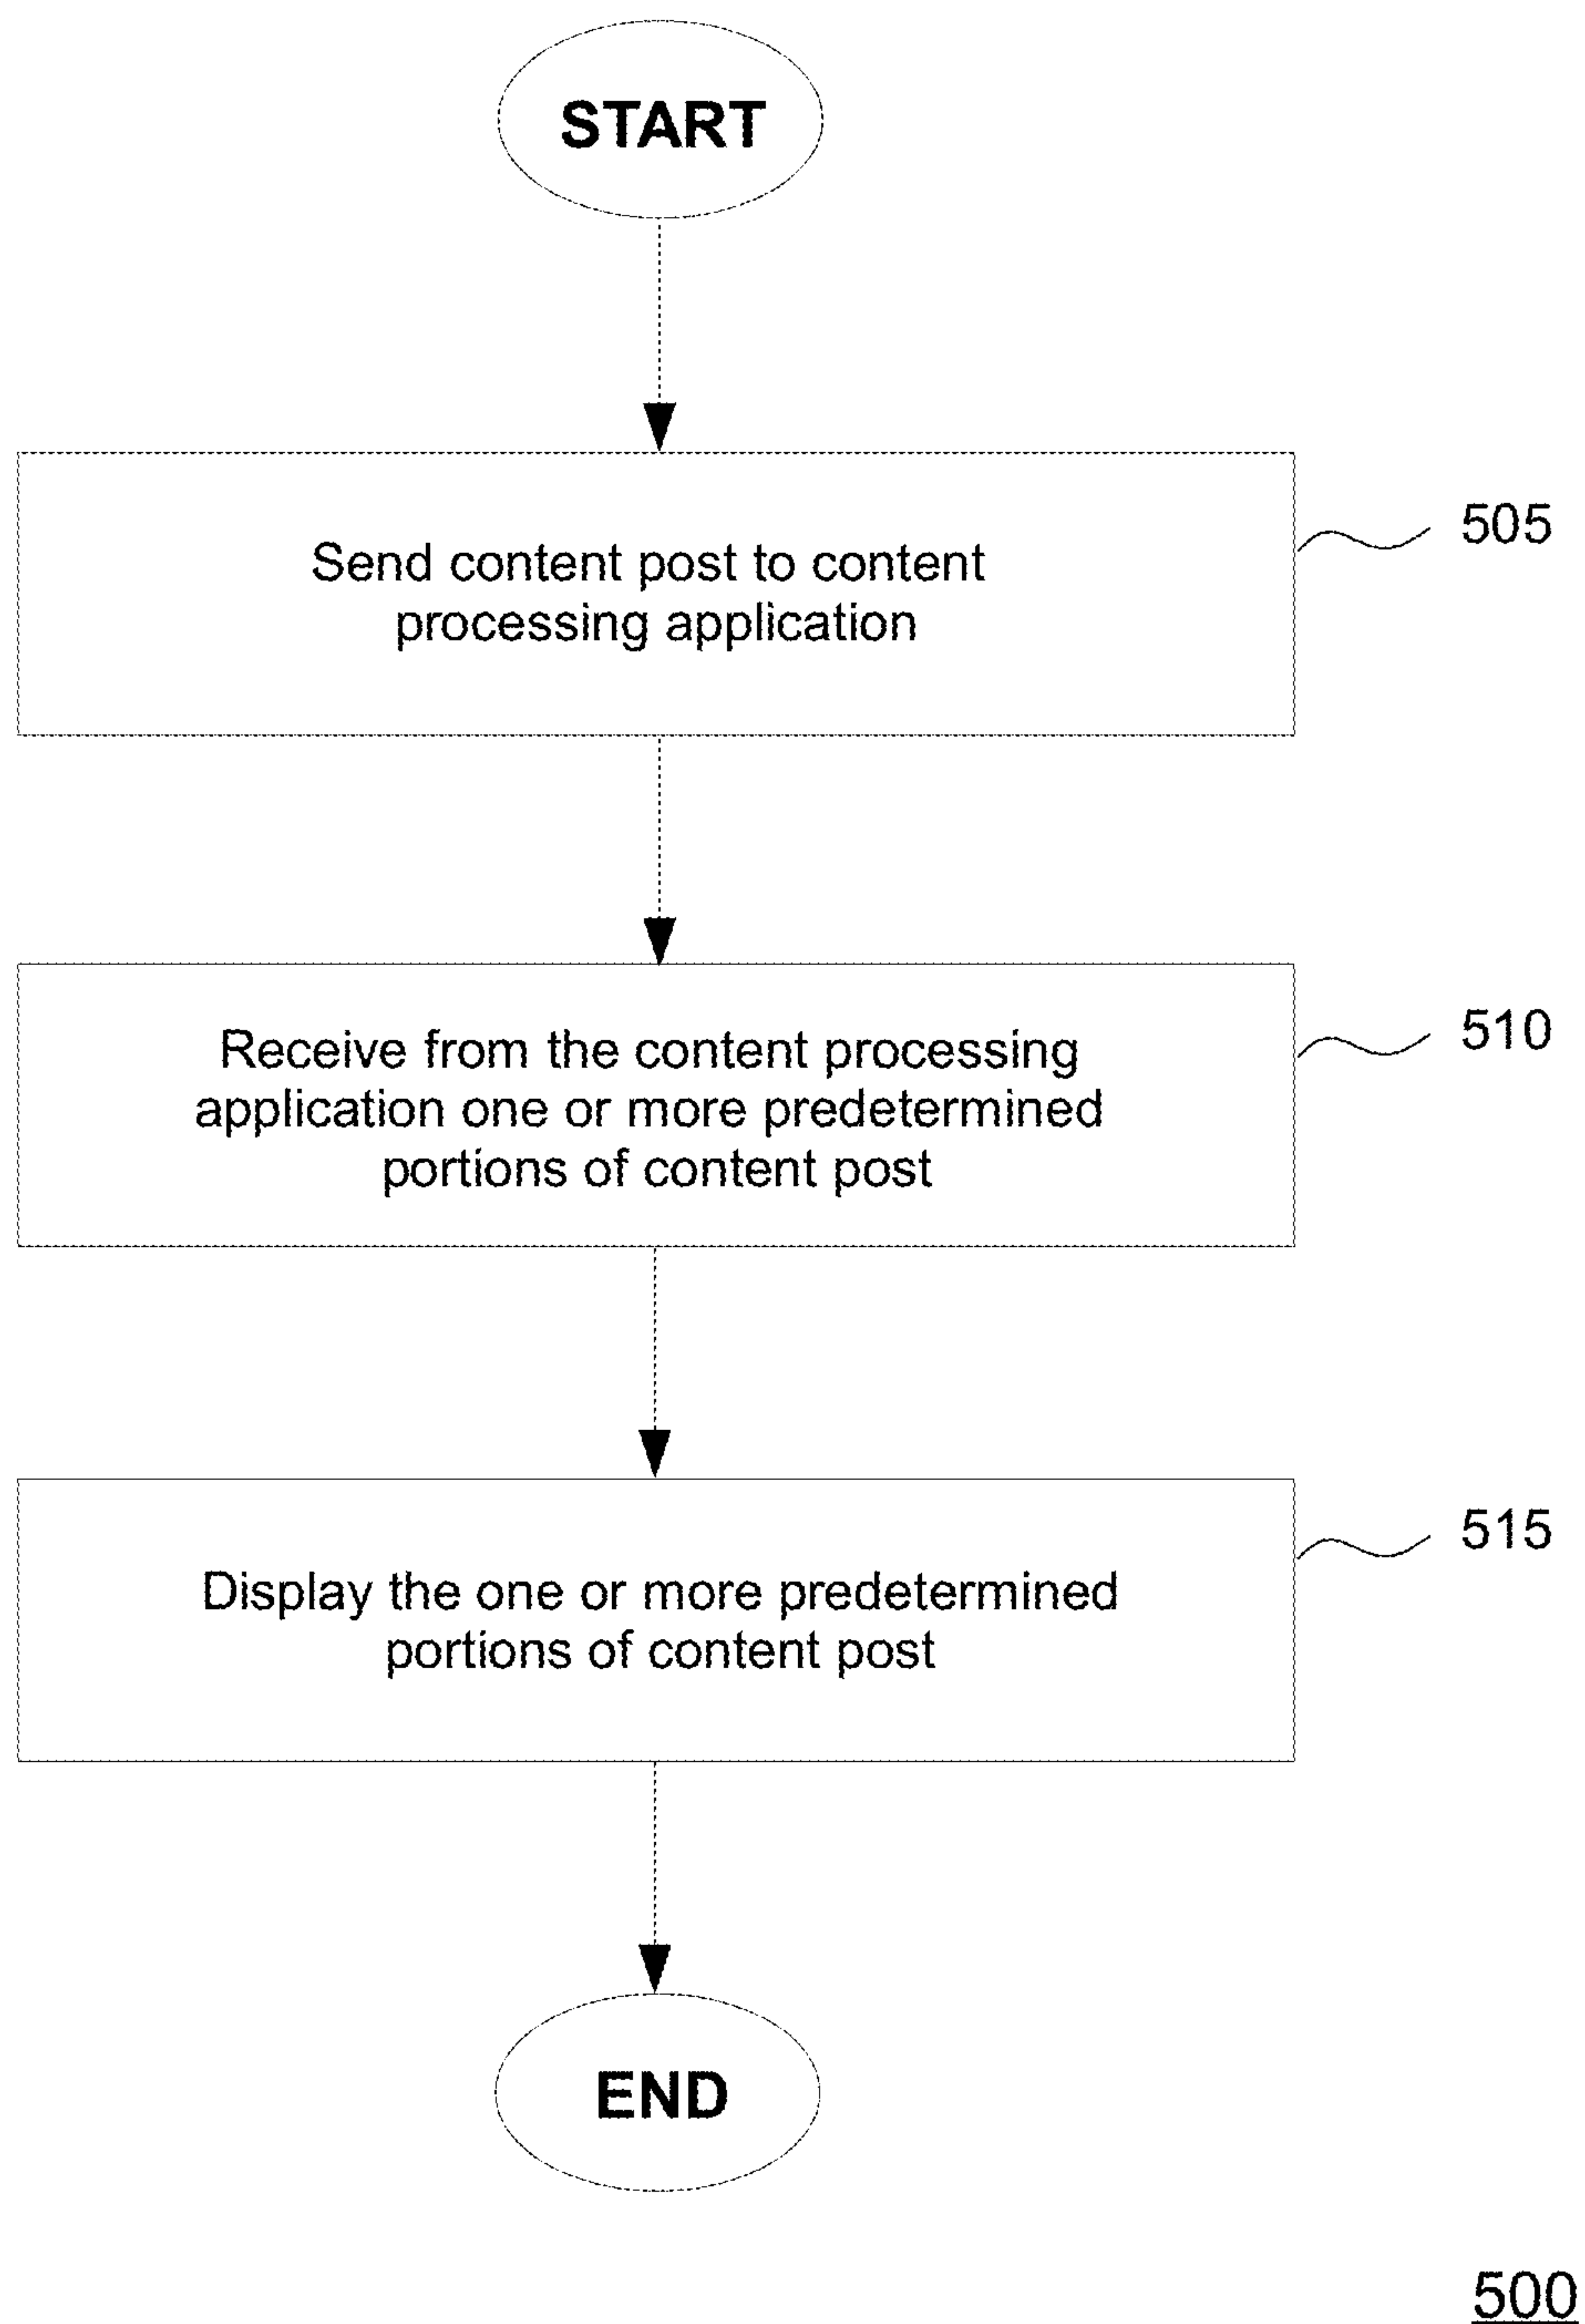 START
Send content post to content
processing application
505
Receive from the content processing
application one or more predetermined
portions of content post
510
Display the one or more predetermined
portions of content post
515
END
500